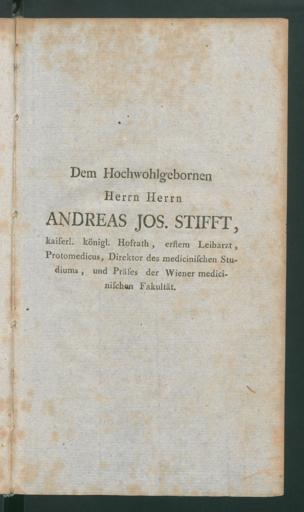 Dem Hochwohlgebornen
Herrn Herrn
ANDREAS JOS. STIFFT,
kaiſerl. königl. Hofrath, erſtem Leibarzt,
Protomedicus, Direktor des mediciniſchen Stu-
diums, und Präſes der Wiener medici-
niſchen Fakultät.